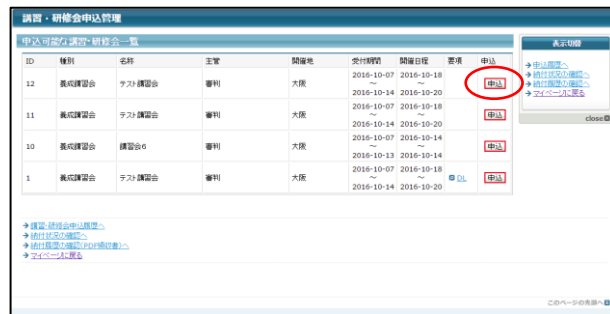 講習・研修会申込管理
申込可能な講習・研修会一覧
ID 種別 名称 主管 開催地 受付期間 開催日程 要項 申込
12 養成講習会 テスト講習会 審判 大阪 2016-10-07 ～ 2016-10-14 2016-10-18 ～ 2016-10-20 申込
11 養成講習会 テスト講習会 審判 大阪 2016-10-07 ～ 2016-10-14 2016-10-18 ～ 2016-10-20 申込
10 養成講習会 講習会6 審判 大阪 2016-10-07 ～ 2016-10-13 2016-10-14 ～ 2016-10-14 申込
1 養成講習会 テスト講習会 審判 大阪 2016-10-07 ～ 2016-10-14 2016-10-18 ～ 2016-10-20 DL 申込
講習・研修会申込履歴へ
納付状況の確認へ
納付履歴の確認(PDF領収書)へ
マイページに戻る
表示切替
申込履歴へ
納付状況の確認へ
納付履歴の確認へ
マイページに戻る
close
このページの先頭へ